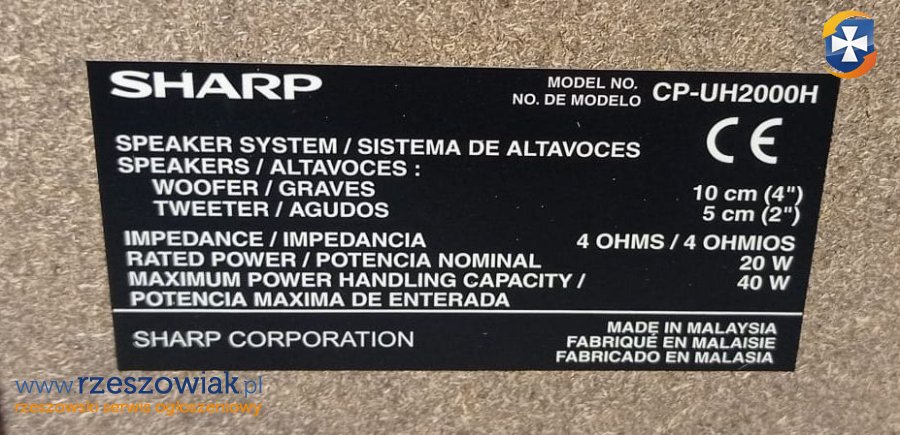 SHARP
MODEL NO.
NO. DE MODELO CP-UH2000H
CE
SPEAKER SYSTEM / SISTEMA DE ALTAVOCES
SPEAKERS / ALTAVOCES :
WOOFER / GRAVES 10 cm (4")
TWEETER / AGUDOS 5 cm (2")
IMPEDANCE / IMPEDANCIA 4 OHMS / 4 OHMIOS
RATED POWER / POTENCIA NOMINAL 20 W
MAXIMUM POWER HANDLING CAPACITY / 40 W
POTENCIA MAXIMA DE ENTERADA
SHARP CORPORATION
MADE IN MALAYSIA
FABRIQUÉ EN MALAISIE
FABRICADO EN MALASIA
www.rzeszowiak.pl
rzeszowski serwis ogłoszeniowy